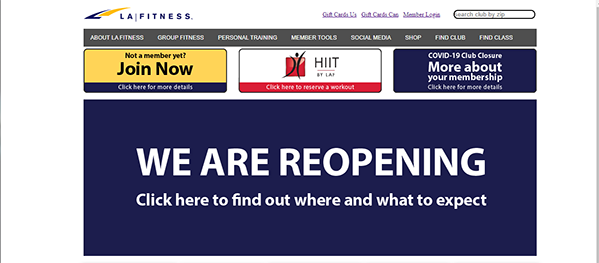 LA|FITNESS.
Gift Cards Us Gift Cards Can Member Login
Search club by zip
ABOUT LA FITNESS GROUP FITNESS PERSONAL TRAINING MEMBER TOOLS SOCIAL MEDIA SHOP FIND CLUB FIND CLASS
Not a member yet?
Join Now
Click here for more details
HIIT
BY LAF
Click here to reserve a workout
COVID-19 Club Closure
More about
your membership
Click here for more details
WE ARE REOPENING
Click here to find out where and what to expect